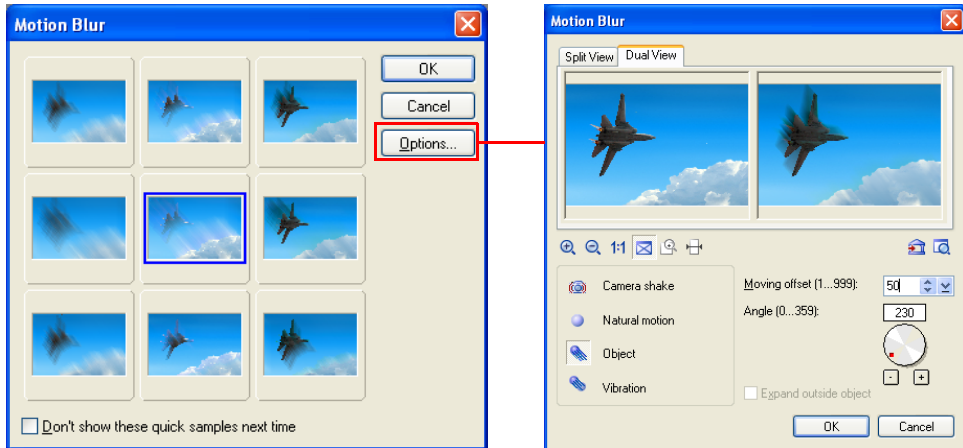 Motion Blur
OK
Cancel
Options...
Don't show these quick samples next time
Motion Blur
Split View Dual View
1:1
Camera shake
Natural motion
Object
Vibration
Moving offset (1...999): 50
Angle (0...359): 230
- +
Expand outside object
OK Cancel